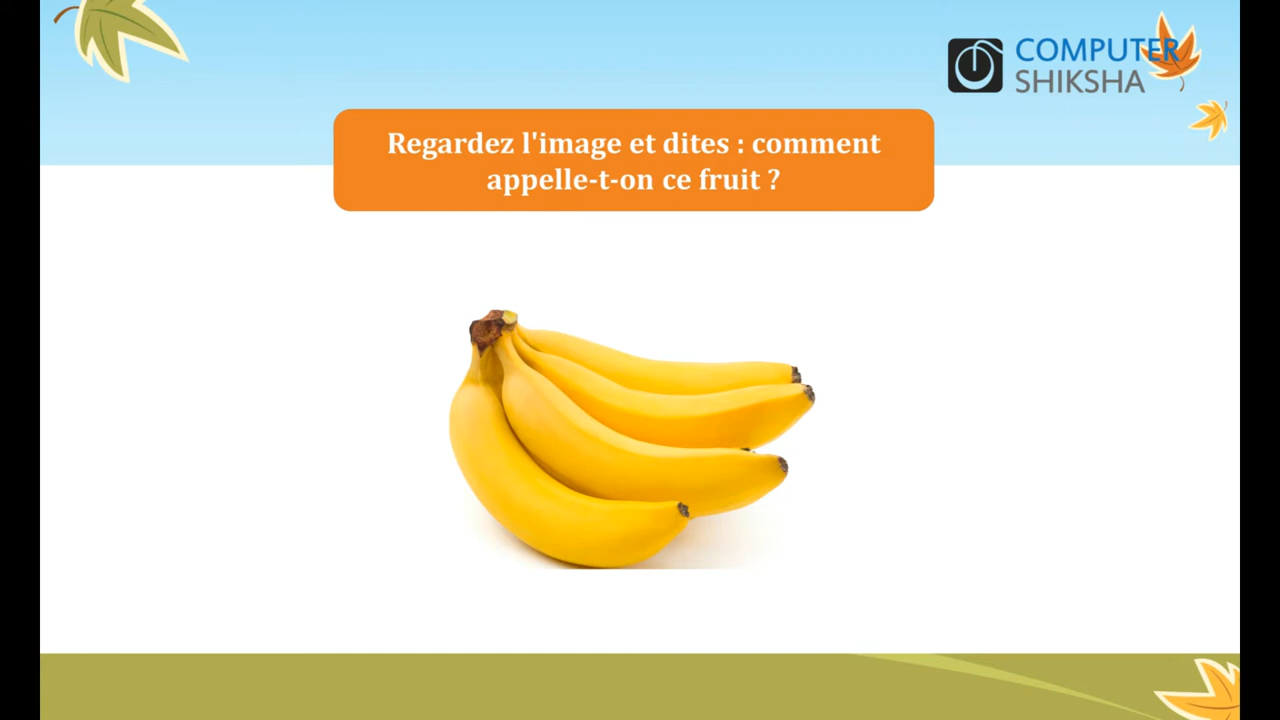 COMPUTER
SHIKSHA
Regardez l'image et dites : comment
appelle-t-on ce fruit ?